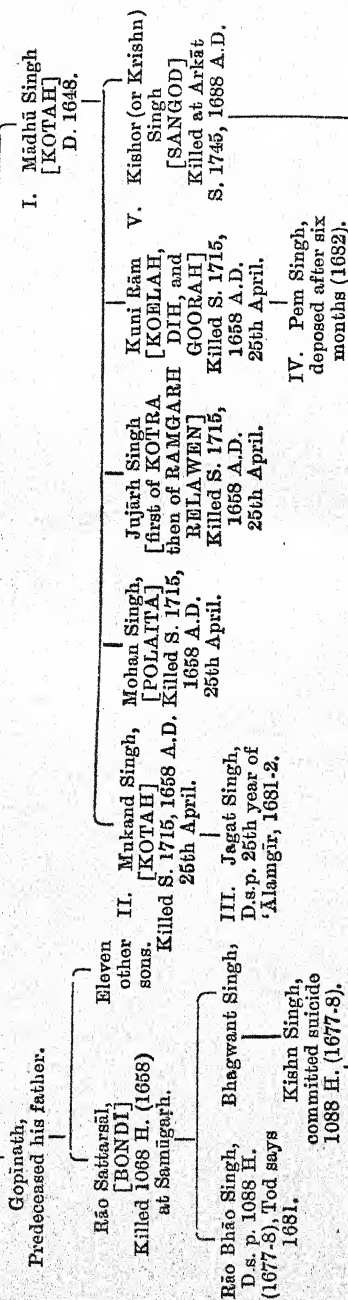 Gopīnāth,
Predeceased his father.
I. Mādhū Singh
[KOTAH]
D. 1648.
Rāo Sattarsāl,
[BONDI]
Killed 1068 H. (1658)
at Samūgarh.
Eleven
other
sons.
II. Mukand Singh,
[KOTAH]
Killed S. 1715, 1658 A.D.
25th April.
Mohan Singh,
[POLAITA]
Killed S. 1715,
1658 A.D.
25th April.
Jujārh Singh
[first of KOTRA
then of RAMGARH
RELAWEN]
Killed S. 1715,
1658 A.D.
25th April.
Kuni Rām
[KOELAH,
DIH, and
GOORAH]
Killed S. 1715,
1658 A.D.
25th April.
V. Kishor (or Krishn)
Singh
[SANGOD]
Killed at Arkāt
S. 1745, 1688 A.D.
Rāo Bhāo Singh,
D.s. p. 1088 H.
(1677-8), Tod says
1681.
Bhagwant Singh,
Kishn Singh,
committed suicide
1088 H. (1677-8).
III. Jagat Singh,
D.s.p. 25th year of
‘Ālamgīr, 1681-2.
IV. Pem Singh,
deposed after six
months (1682).